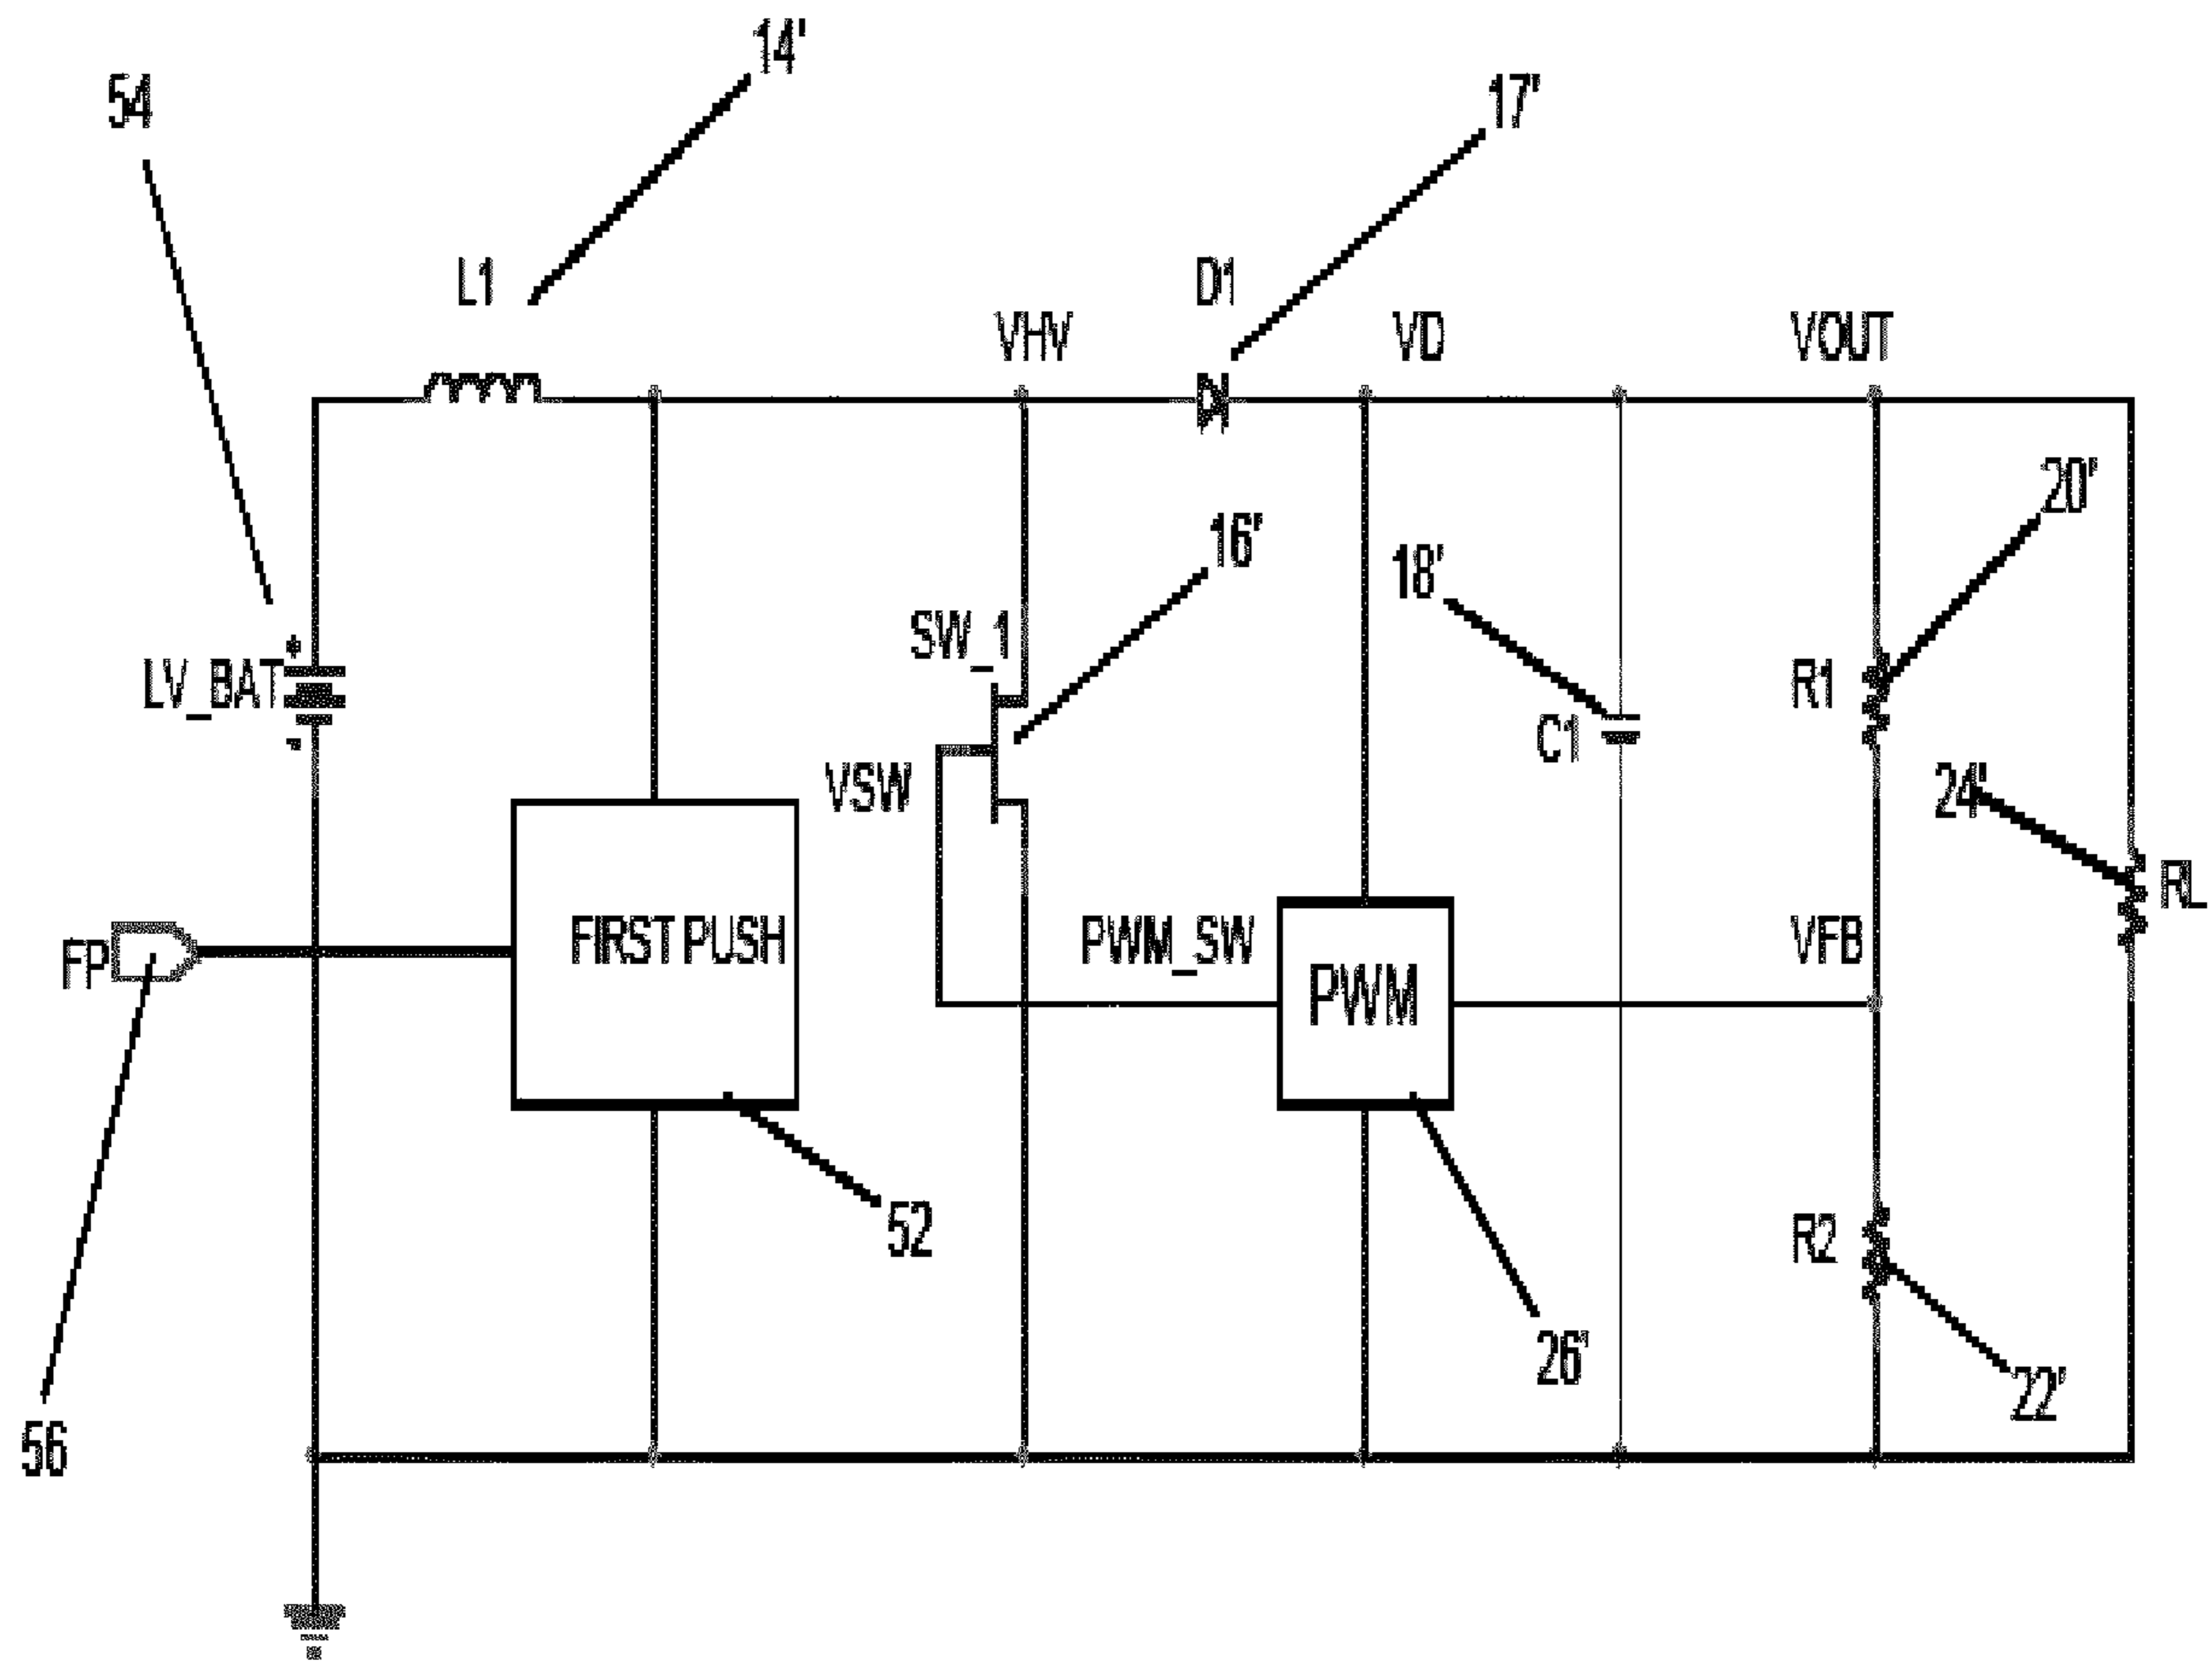 14'
54
17'
L1
D1
VHV
VD
VOUT
20'
16'
18'
SW_1
LV_BAT
+
-
R1
C1
VSW
24'
RL
FP
FIRST PUSH
PWM_SW
VFB
PWM
52
R2
26'
22'
56